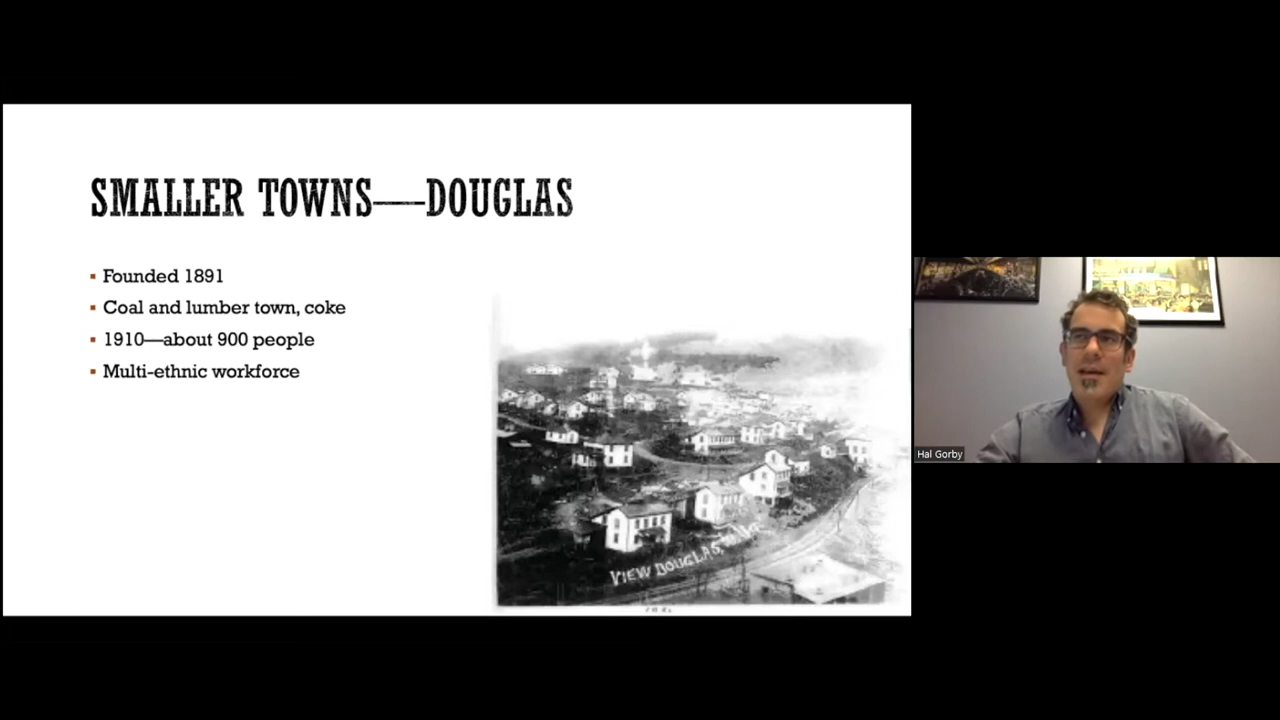 SMALLER TOWNS—DOUGLAS
Founded 1891
Coal and lumber town, coke
1910—about 900 people
Multi-ethnic workforce
VIEW DOUGLAS,
Hal Gorby